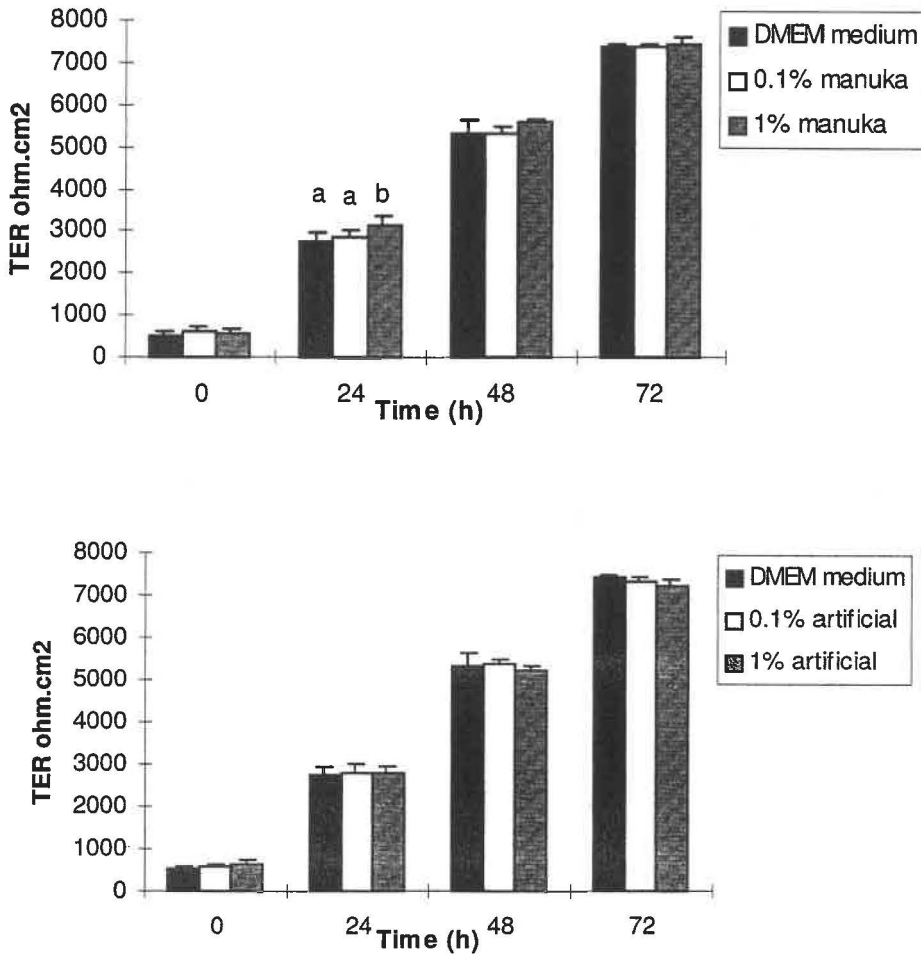 8000
7000
6000
5000
4000
3000
2000
1000
0
TER ohm.cm2
a a b
0 24 48 72
Time (h)
DMEM medium
0.1% manuka
1% manuka
8000
7000
6000
5000
4000
3000
2000
1000
0
TER ohm.cm2
0 24 48 72
Time (h)
DMEM medium
0.1% artificial
1% artificial